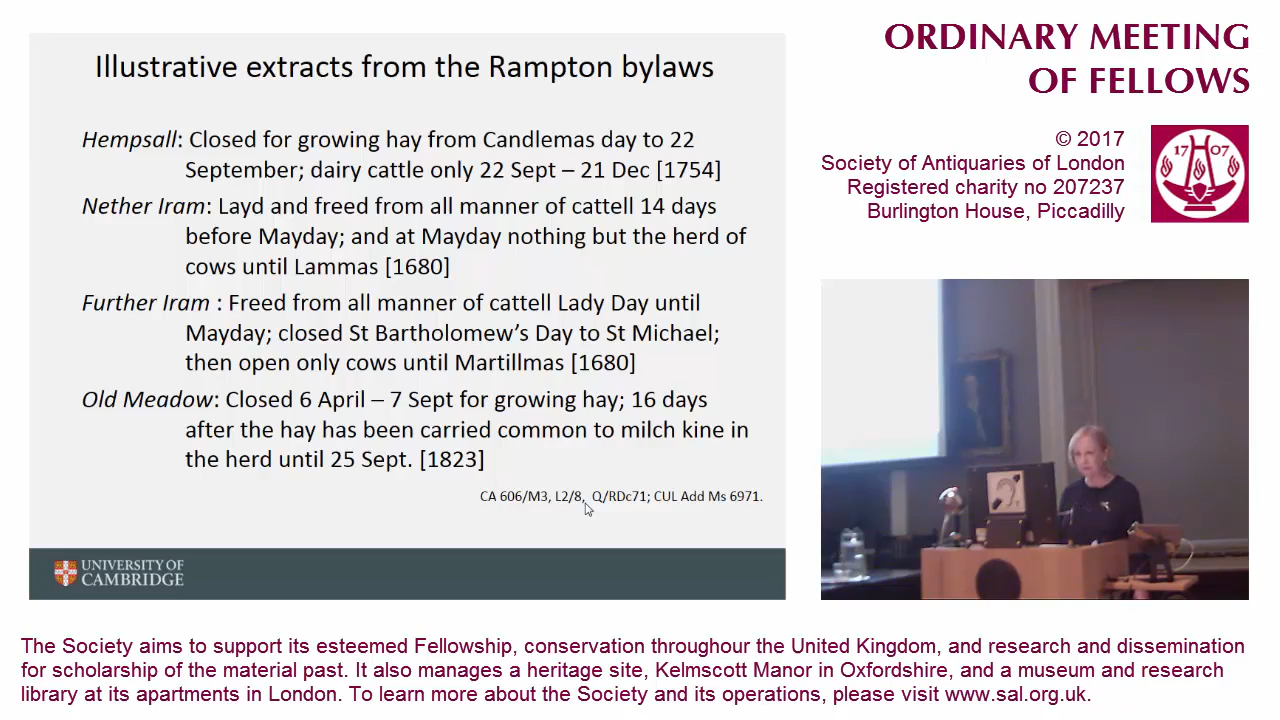 Illustrative extracts from the Rampton bylaws
Hempsall: Closed for growing hay from Candlemas day to 22
September; dairy cattle only 22 Sept – 21 Dec [1754]
Nether Iram: Layd and freed from all manner of cattell 14 days
before Mayday; and at Mayday nothing but the herd of
cows until Lammas [1680]
Further Iram : Freed from all manner of cattell Lady Day until
Mayday; closed St Bartholomew’s Day to St Michael;
then open only cows until Martillmas [1680]
Old Meadow: Closed 6 April – 7 Sept for growing hay; 16 days
after the hay has been carried common to milch kine in
the herd until 25 Sept. [1823]
CA 606/M3, L2/8, Q/RDc71; CUL Add Ms 6971.
UNIVERSITY OF
CAMBRIDGE
ORDINARY MEETING
OF FELLOWS
© 2017
Society of Antiquaries of London
Registered charity no 207237
Burlington House, Piccadilly
1707
The Society aims to support its esteemed Fellowship, conservation throughour the United Kingdom, and research and dissemination
for scholarship of the material past. It also manages a heritage site, Kelmscott Manor in Oxfordshire, and a museum and research
library at its apartments in London. To learn more about the Society and its operations, please visit www.sal.org.uk.